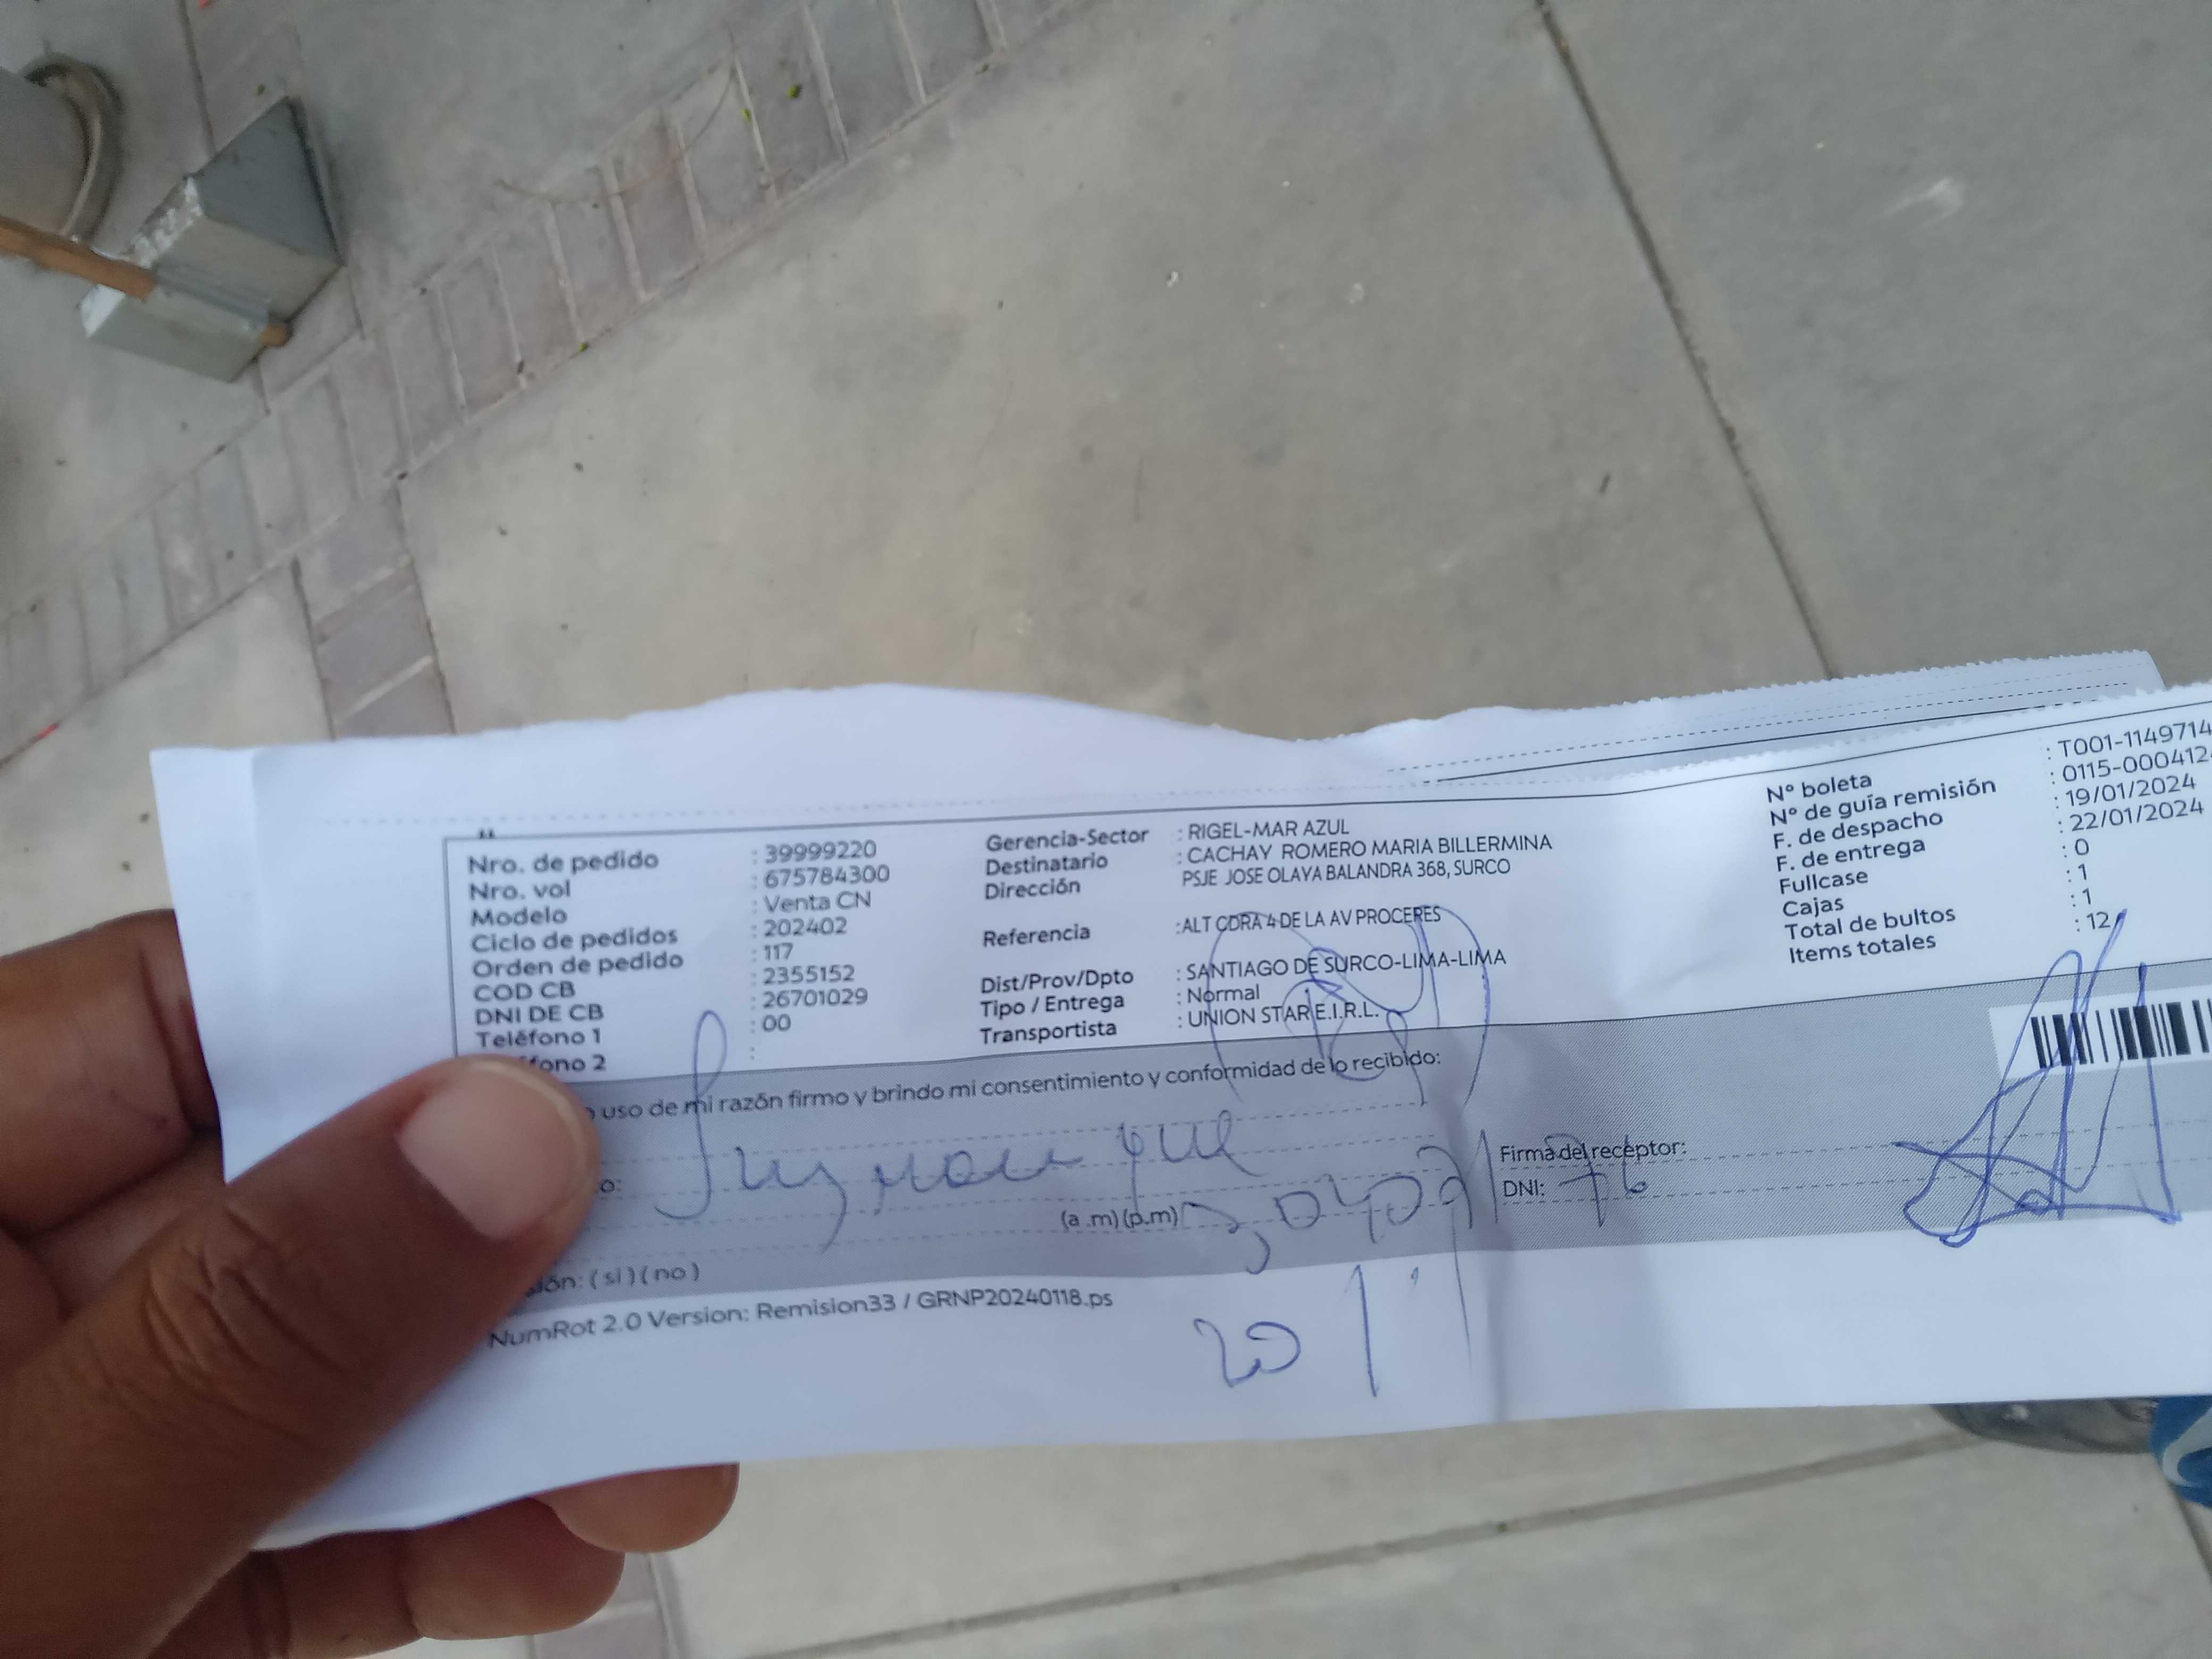 Nro. de pedido : 39999220
Nro. vol : 675784300
Modelo : Venta CN
Ciclo de pedidos : 202402
Orden de pedido : 117
COD CB : 2355152
DNI DE CB : 26701029
Teléfono 1 : 00
fono 2 :
Gerencia-Sector : RIGEL-MAR AZUL
Destinatario : CACHAY ROMERO MARIA BILLERMINA
Dirección PSJE JOSE OLAYA BALANDRA 368, SURCO
Referencia : ALT CDRA 4 DE LA AV PROCERES
Dist/Prov/Dpto : SANTIAGO DE SURCO-LIMA-LIMA
Tipo / Entrega : Normal
Transportista : UNION STAR E.I.R.L.
Nº boleta : T001-1149714
Nº de guía remisión : 0115-000412
F. de despacho : 19/01/2024
F. de entrega : 22/01/2024
Fullcase : 0
Cajas : 1
Total de bultos : 1
Items totales : 12
uso de mi razón firmo y brindo mi consentimiento y conformidad de lo recibido:
o:
(a .m) (p.m)
Firma del receptor:
DNI: 76
ión: ( si ) ( no )
NumRot 2.0 Version: Remision33 / GRNP20240118.ps